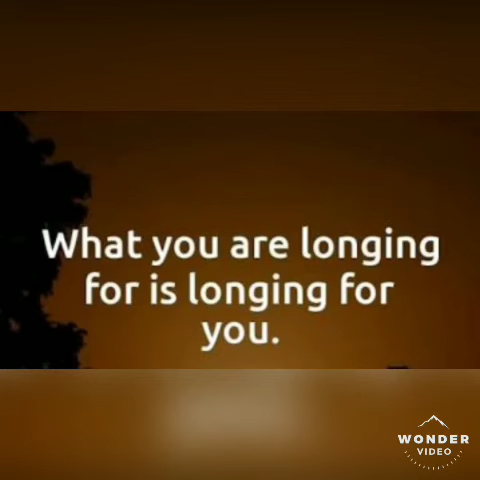 What you are longing
for is longing for
you.
WONDER
VIDEO